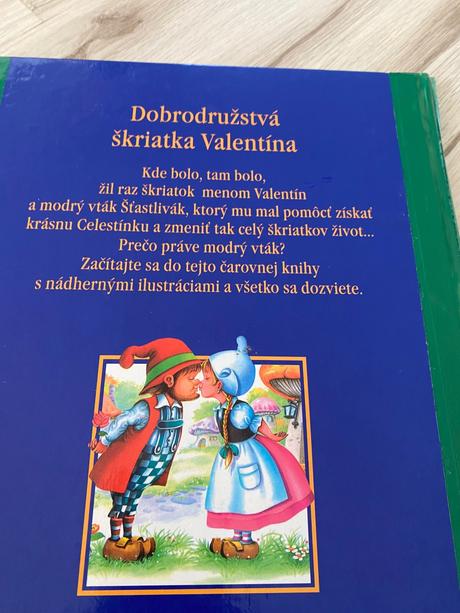 Dobrodružstvá
škriatka Valentína
Kde bolo, tam bolo,
žil raz škriatok menom Valentín
a modrý vták Šťastlivák, ktorý mu mal pomôcť získať
krásnu Celestínku a zmeniť tak celý škriatkov život...
Prečo práve modrý vták?
Začítajte sa do tejto čarovnej knihy
s nádhernými ilustráciami a všetko sa dozviete.